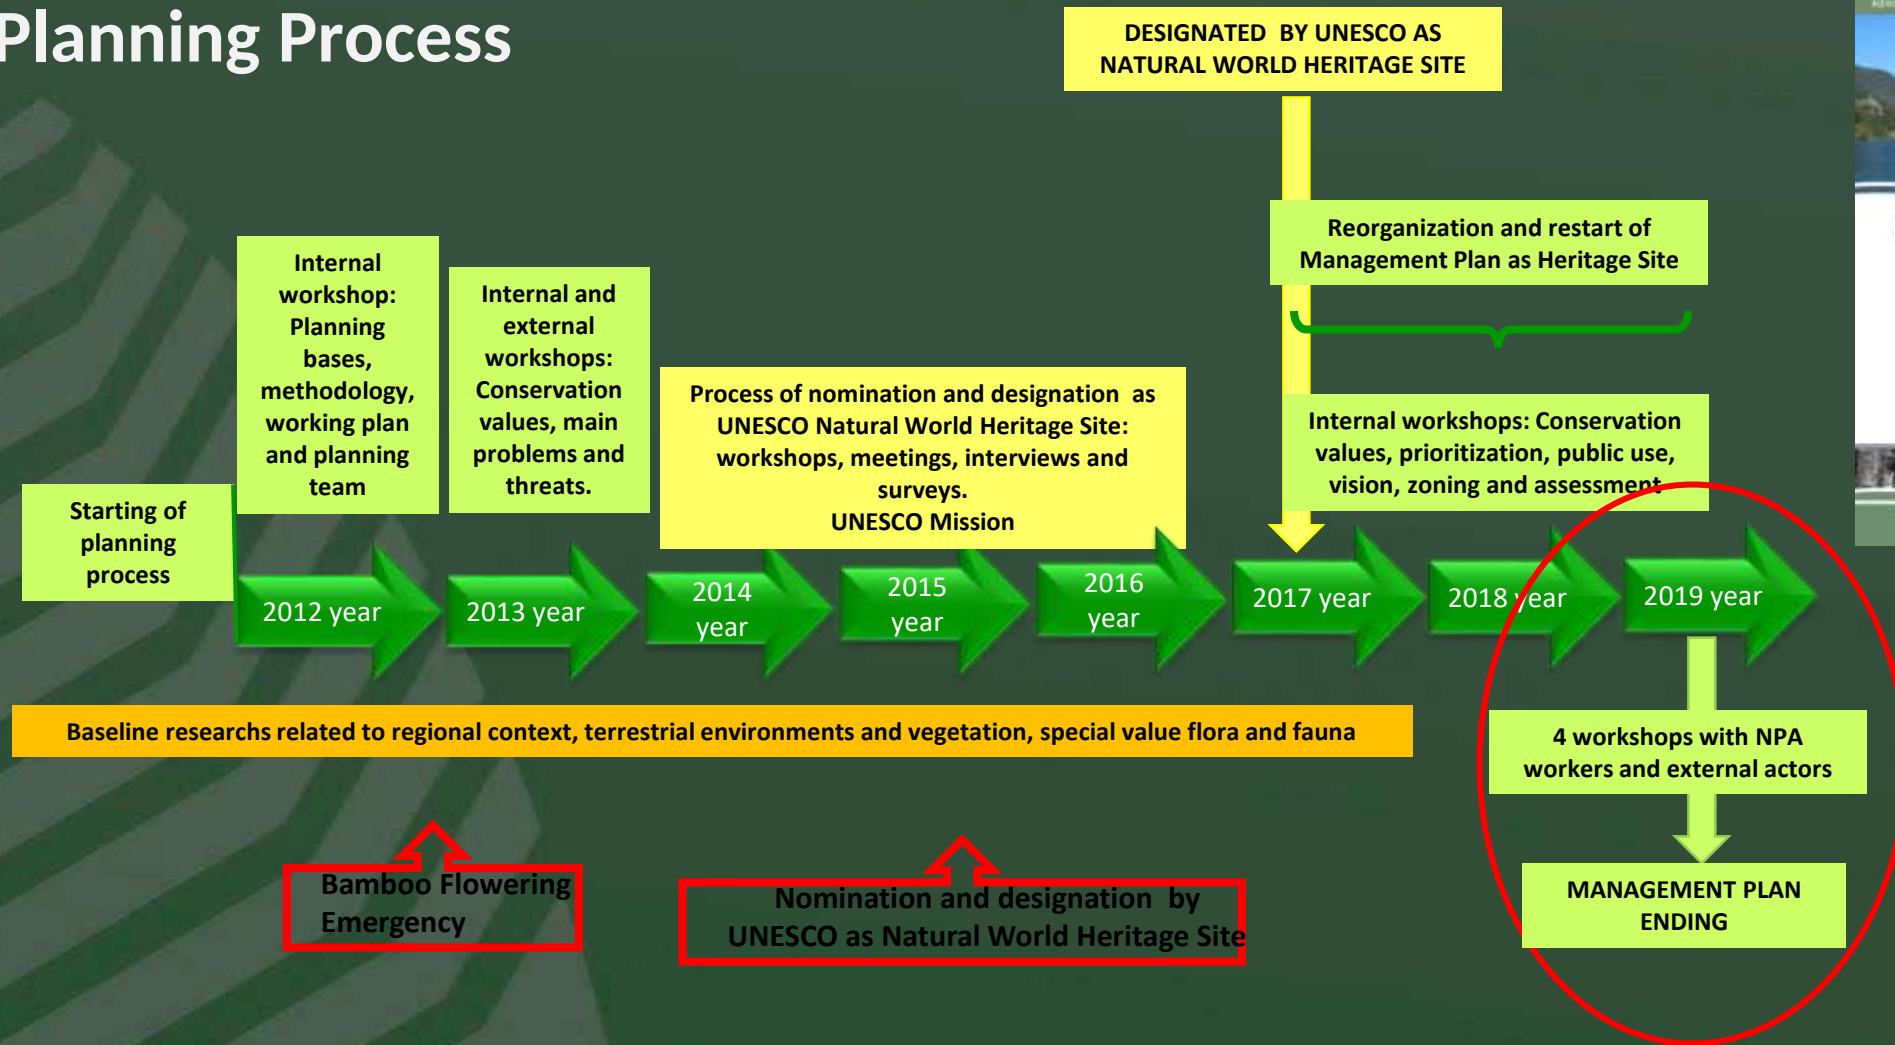 Planning Process
DESIGNATED BY UNESCO AS
NATURAL WORLD HERITAGE SITE
Reorganization and restart of
Management Plan as Heritage Site
Internal
workshop:
Planning
bases,
methodology,
working plan
and planning
team
Internal and
external
workshops:
Conservation
values, main
problems and
threats.
Process of nomination and designation as
UNESCO Natural World Heritage Site:
workshops, meetings, interviews and
surveys.
UNESCO Mission
Internal workshops: Conservation
values, prioritization, public use,
vision, zoning and assessment
Starting of
planning
process
2012 year
2013 year
2014
year
2015
year
2016
year
2017 year
2018 year
2019 year
Baseline researchs related to regional context, terrestrial environments and vegetation, special value flora and fauna
4 workshops with NPA
workers and external actors
Bamboo Flowering
Emergency
Nomination and designation by
UNESCO as Natural World Heritage Site
MANAGEMENT PLAN
ENDING